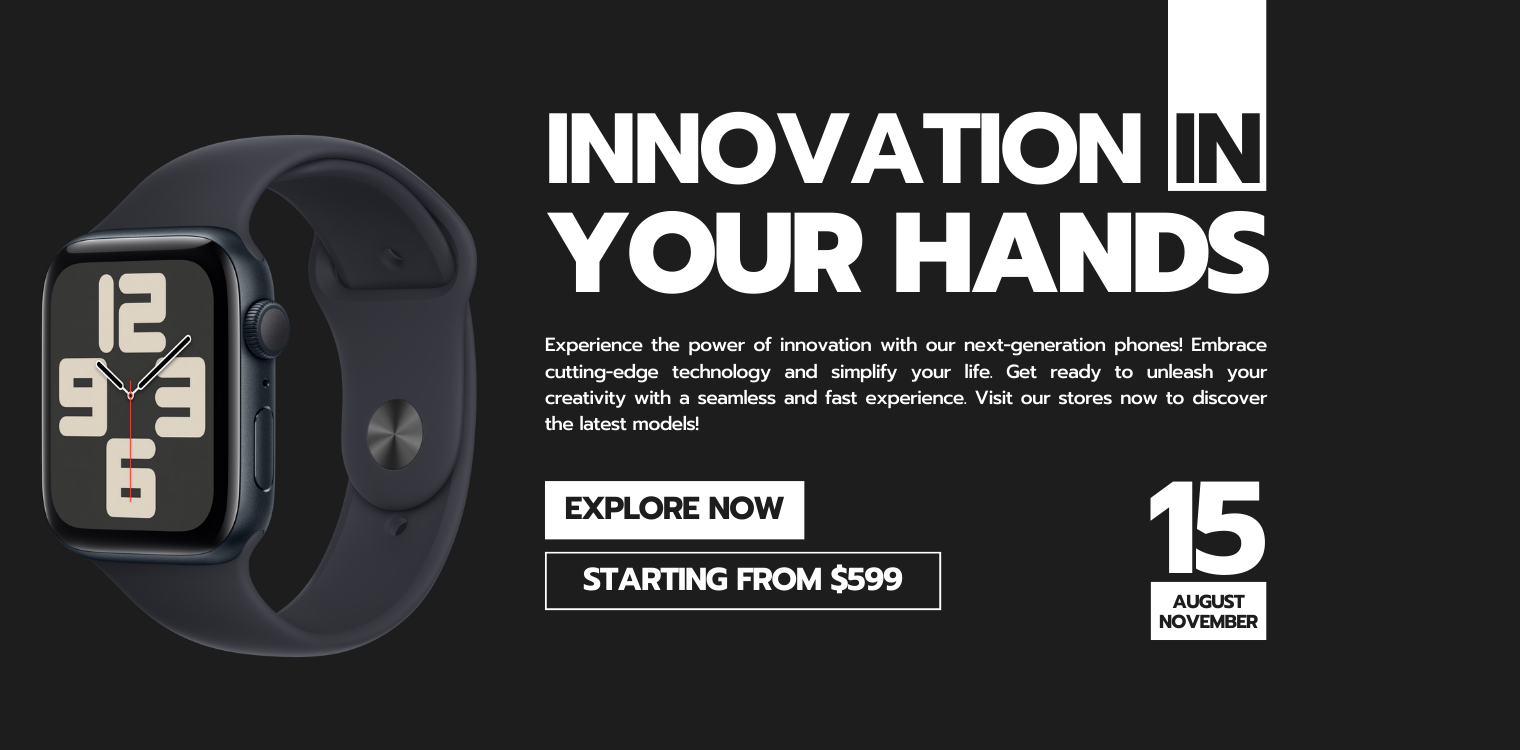 12
9 3
6
INNOVATION IN
YOUR HANDS
Experience the power of innovation with our next-generation phones! Embrace
cutting-edge technology and simplify your life. Get ready to unleash your
creativity with a seamless and fast experience. Visit our stores now to discover
the latest models!
EXPLORE NOW
STARTING FROM $599
15
AUGUST
NOVEMBER